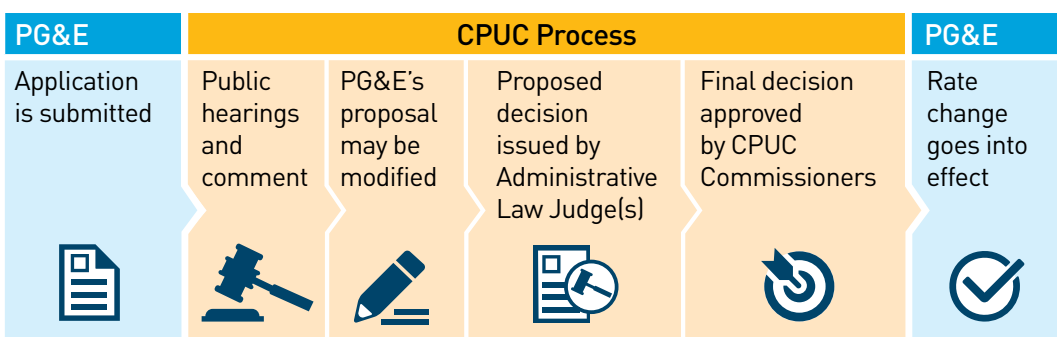 PG&E
CPUC Process
PG&E
Application
is submitted
Public
hearings
and
comment
PG&E's
proposal
may be
modified
Proposed
decision
issued by
Administrative
Law Judge(s)
Final decision
approved
by CPUC
Commissioners
Rate
change
goes into
effect